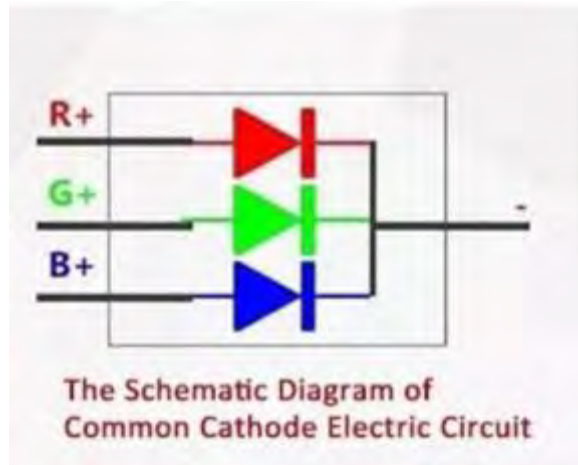 R+
G+
-
B+
The Schematic Diagram of
Common Cathode Electric Circuit